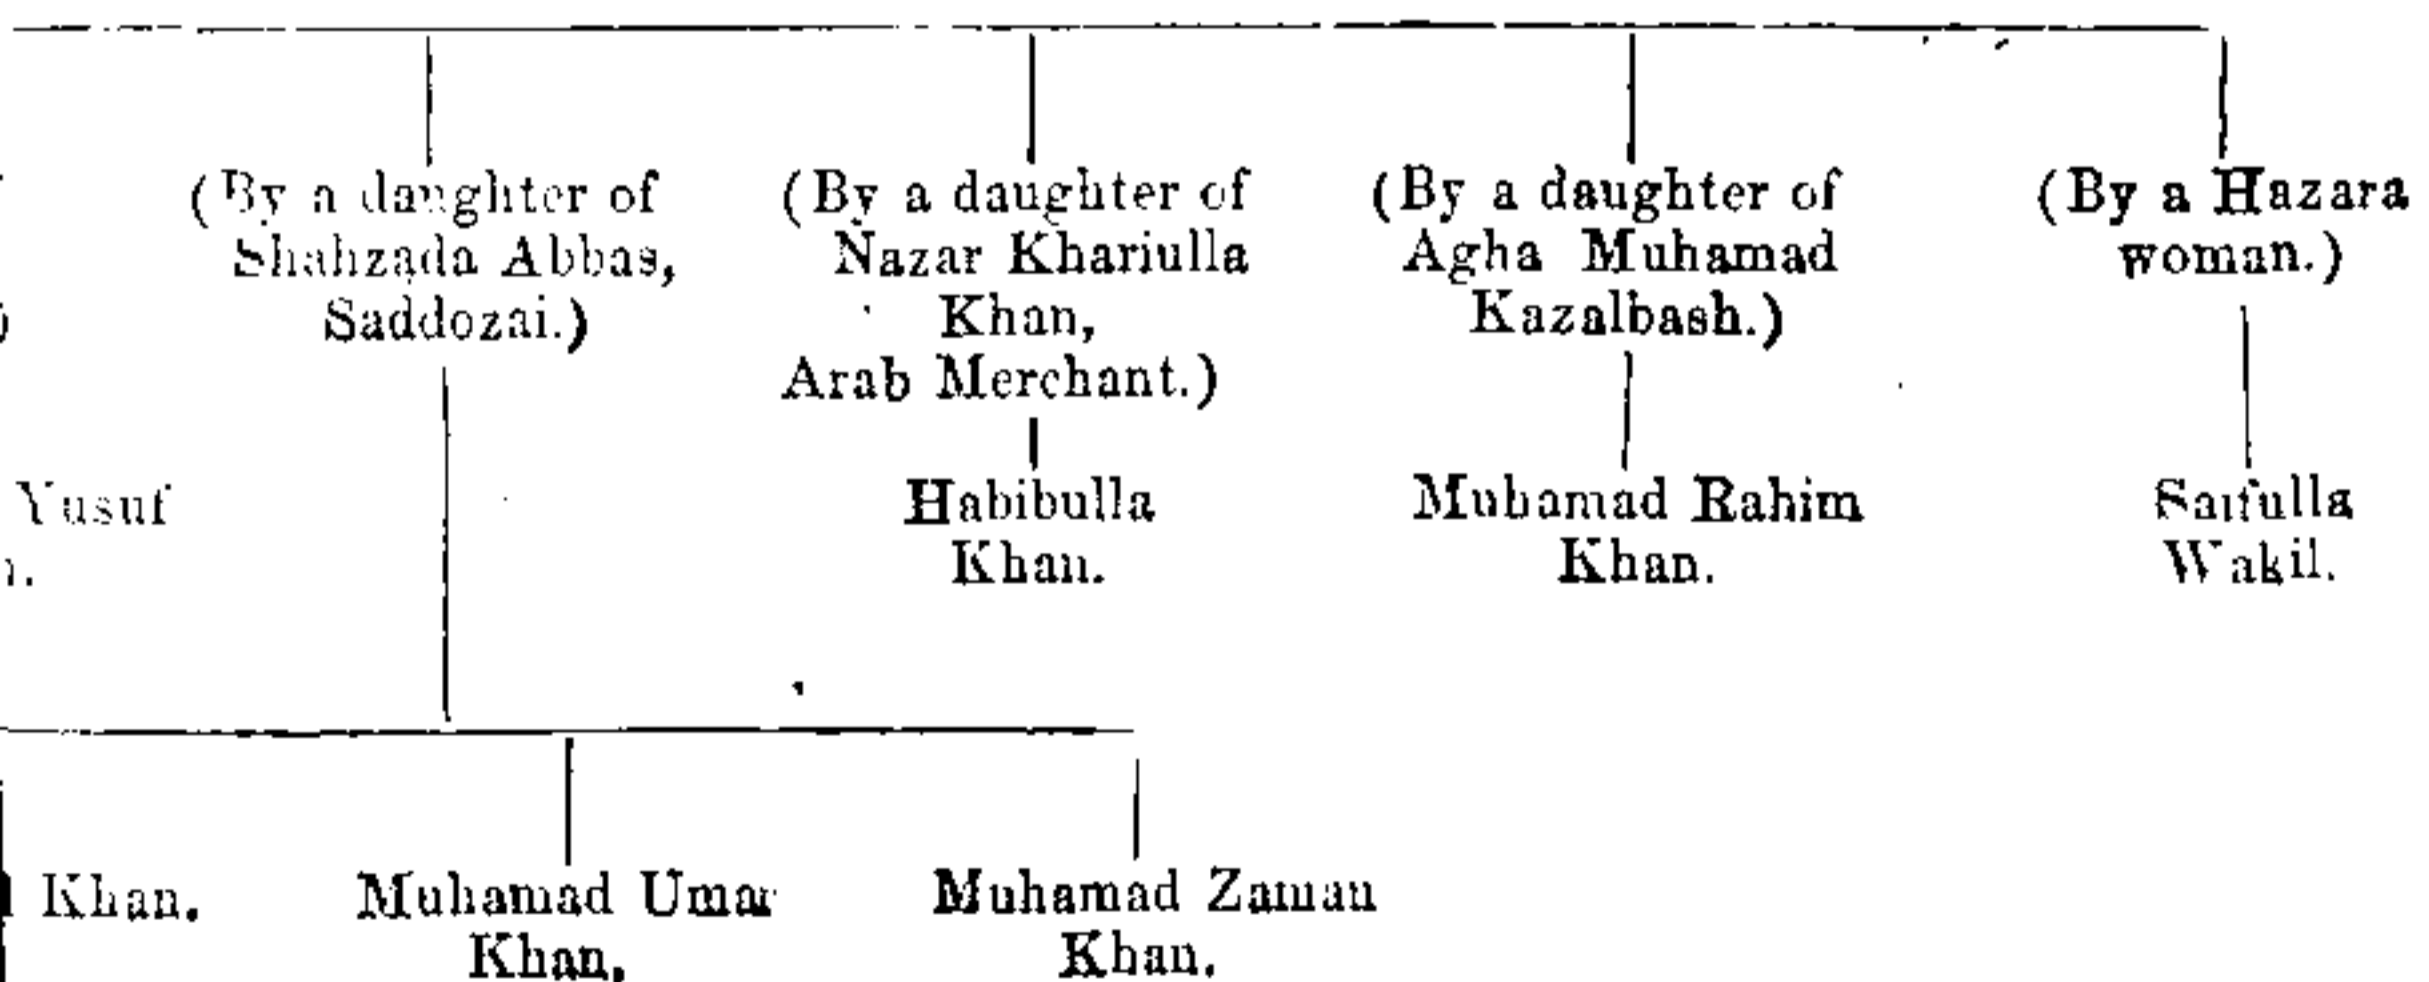 (By a daughter of
Shahzada Abbas,
Saddozai.)
(By a daughter of
Nazar Khariulla
Khan,
Arab Merchant.)
(By a daughter of
Agha Muhamad
Kazalbash.)
(By a Hazara
woman.)
Yusuf
Habibulla
Khan.
Muhamad Rahim
Khan.
Saifulla
Wakil.
Khan.
Muhamad Umar
Khan.
Muhamad Zaman
Khan.